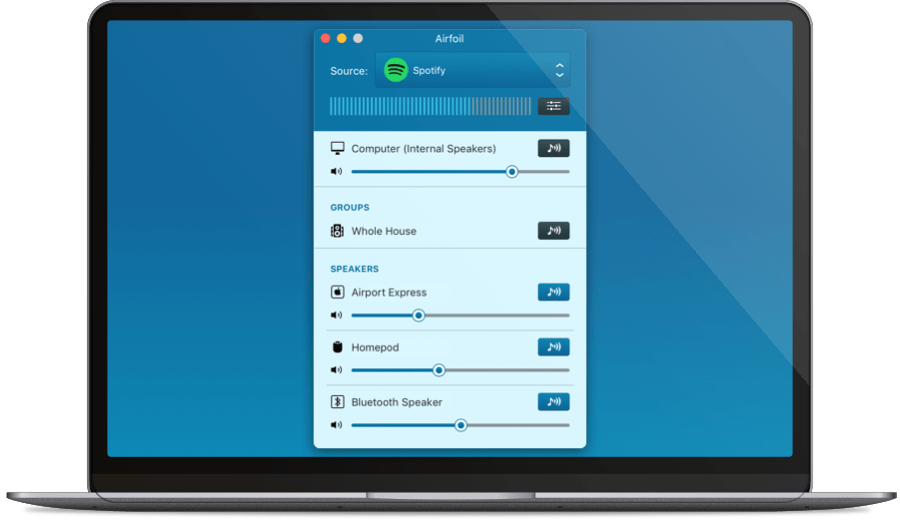 Airfoil
Source: Spotify
Computer (Internal Speakers)
GROUPS
Whole House
SPEAKERS
Airport Express
Homepod
Bluetooth Speaker